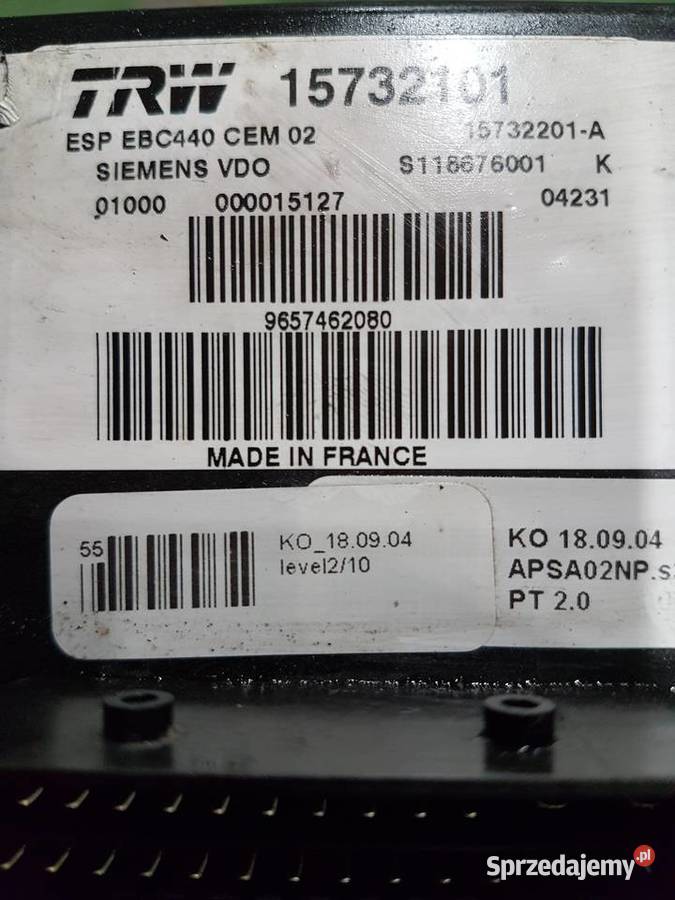 TRW 15732101
ESP EBC440 CEM 02 15732201-A
SIEMENS VDO S118676001 K
01000 000015127 04231
9657462080
MADE IN FRANCE
55
KO_18.09.04
level2/10
KO 18.09.04
APSA02NP.s
PT 2.0
Sprzedajemy.pl